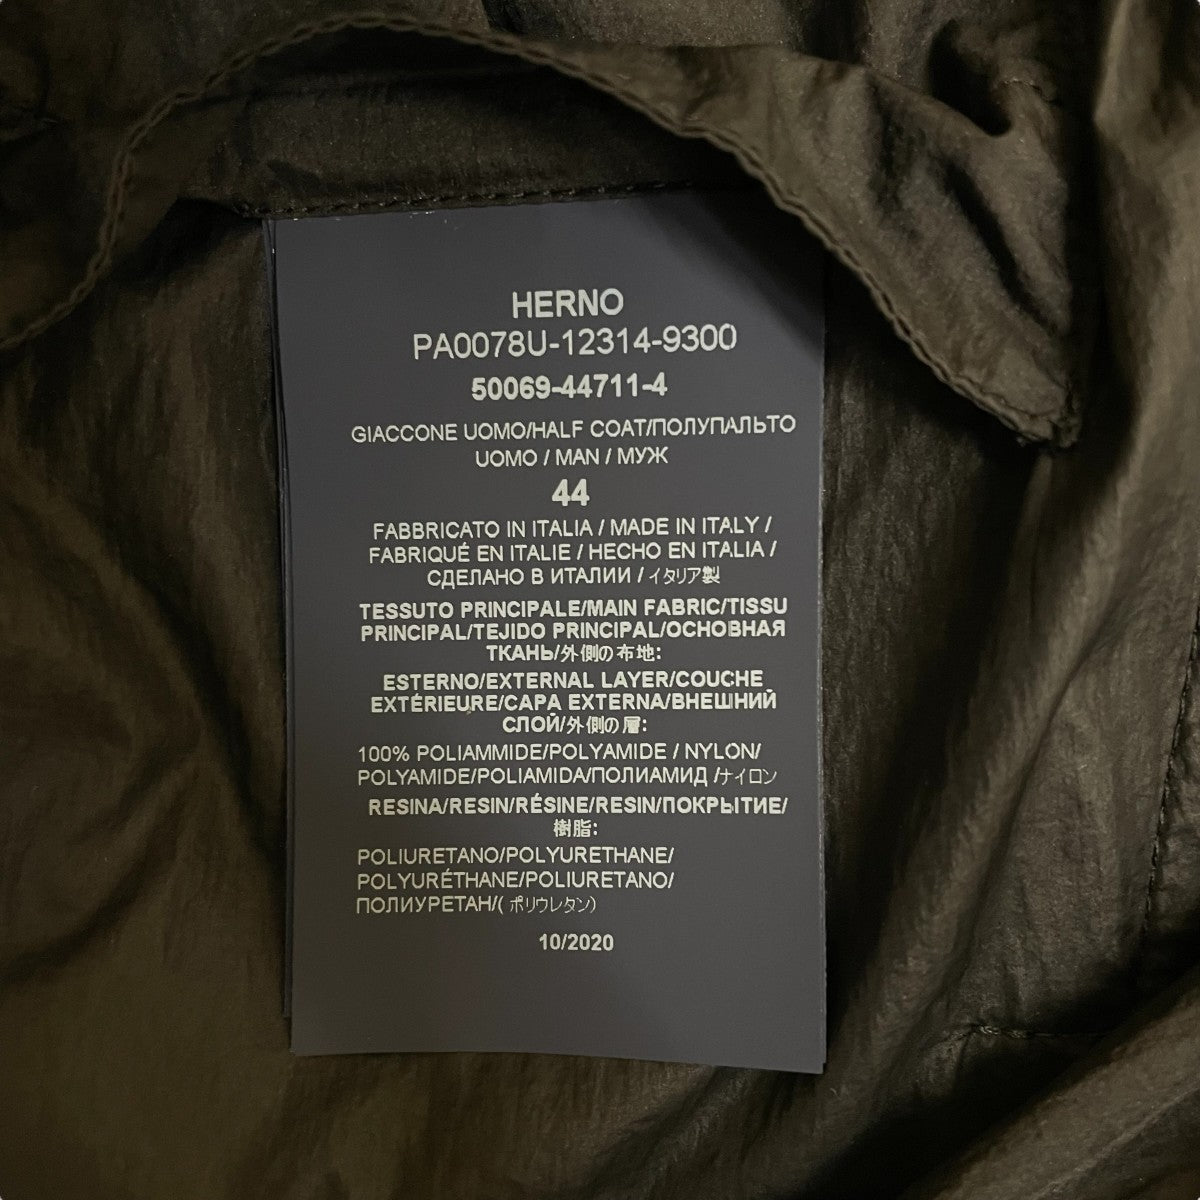 HERNO
PA0078U-12314-9300
50069-44711-4
GIACCONE UOMO/HALF COAT/ПОЛУПАЛЬТО
UOMO / MAN / МУЖ
44
FABBRICATO IN ITALIA / MADE IN ITALY /
FABRIQUÉ EN ITALIE / HECHO EN ITALIA /
СДЕЛАНО В ИТАЛИИ / イタリア製
TESSUTO PRINCIPALE/MAIN FABRIC/TISSU
PRINCIPAL/TEJIDO PRINCIPAL/ОСНОВНАЯ
ТКАНЬ/外側の布地:
ESTERNO/EXTERNAL LAYER/COUCHE
EXTÉRIEURE/CAPA EXTERNA/ВНЕШНИЙ
СЛОЙ/外側の層:
100% POLIAMMIDE/POLYAMIDE / NYLON/
POLYAMIDE/POLIAMIDA/ПОЛИАМИД /ナイロン
RESINA/RESIN/RÉSINE/RESIN/ПОКРЫТИЕ/
樹脂:
POLIURETANO/POLYURETHANE/
POLYURÉTHANE/POLIURETANO/
ПОЛИУРЕТАН/( ポリウレタン)
10/2020